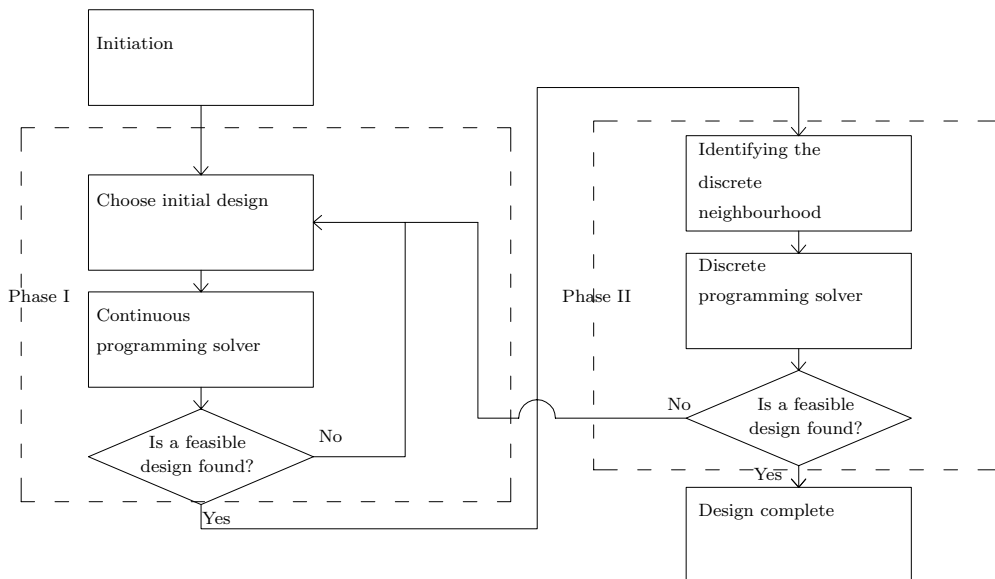 Initiation
Choose initial design
Phase I
Continuous
programming solver
Is a feasible
design found?
No
Yes
Identifying the
discrete
neighbourhood
Discrete
programming solver
Phase II
Is a feasible
design found?
No
Yes
Design complete